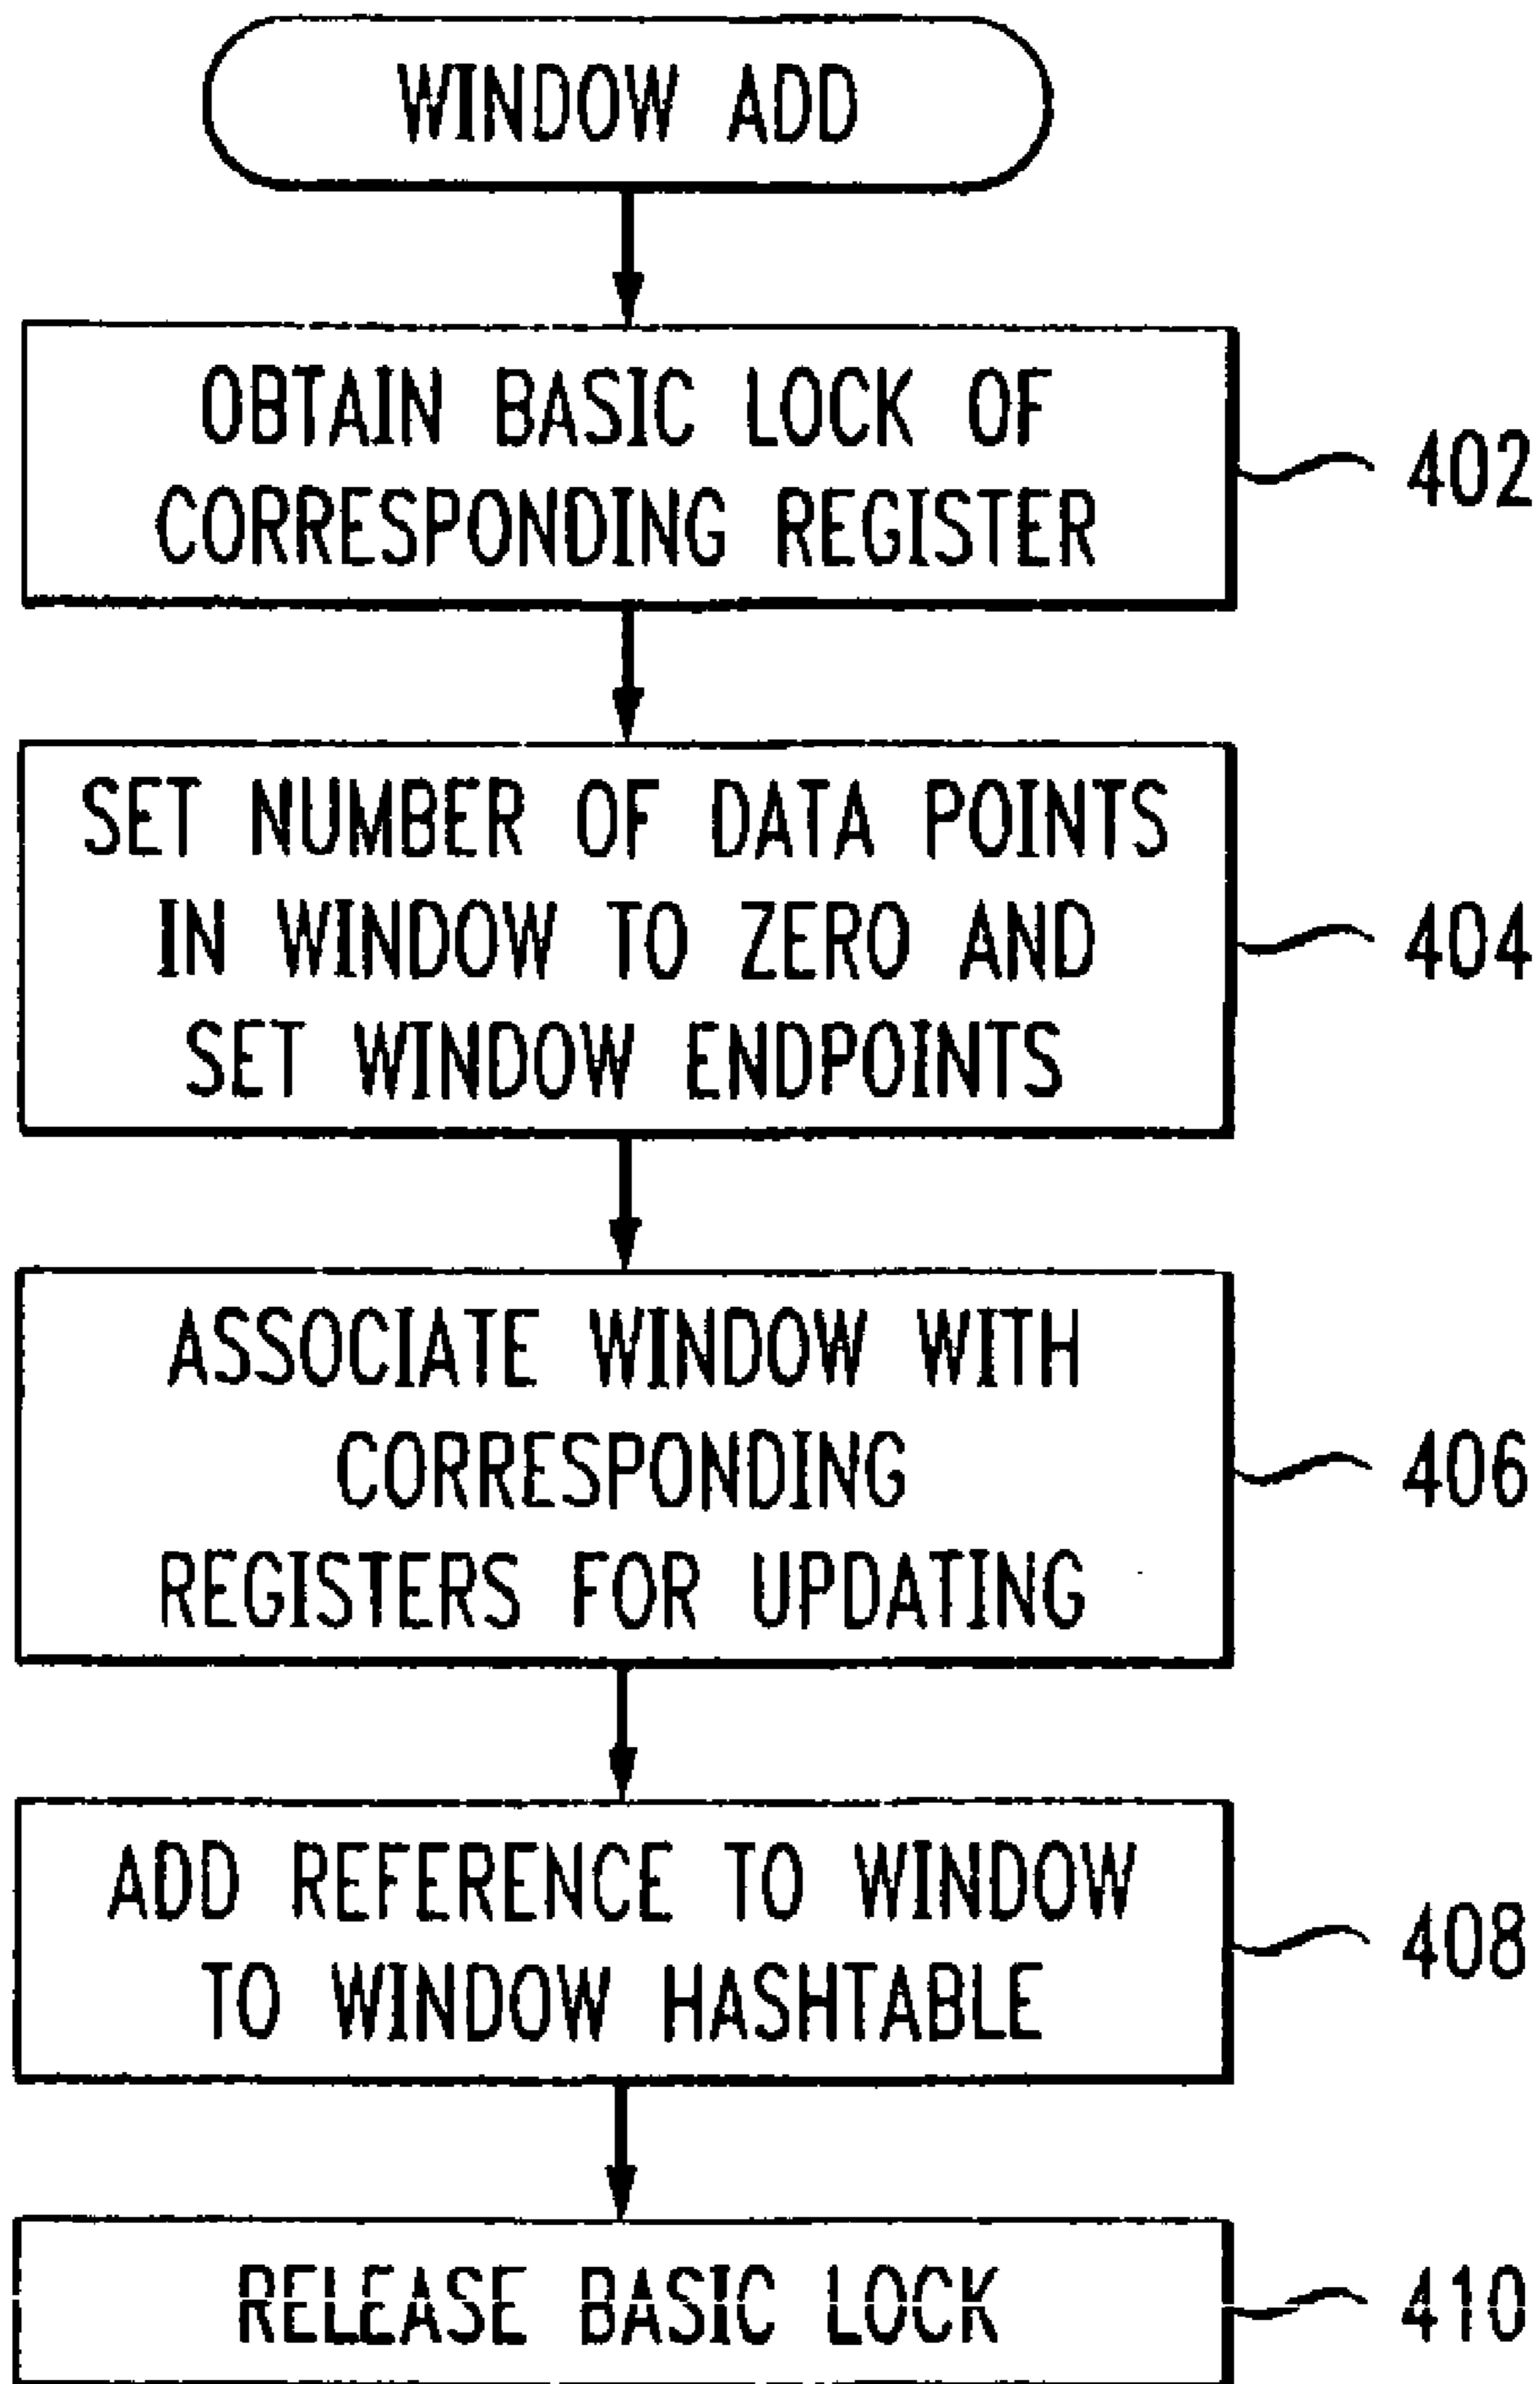 WINDOW ADD
OBTAIN BASIC LOCK OF
CORRESPONDING REGISTER
402
SET NUMBER OF DATA POINTS
IN WINDOW TO ZERO AND
SET WINDOW ENDPOINTS
404
ASSOCIATE WINDOW WITH
CORRESPONDING
REGISTERS FOR UPDATING
406
ADD REFERENCE TO WINDOW
TO WINDOW HASHTABLE
408
RELEASE BASIC LOCK
410